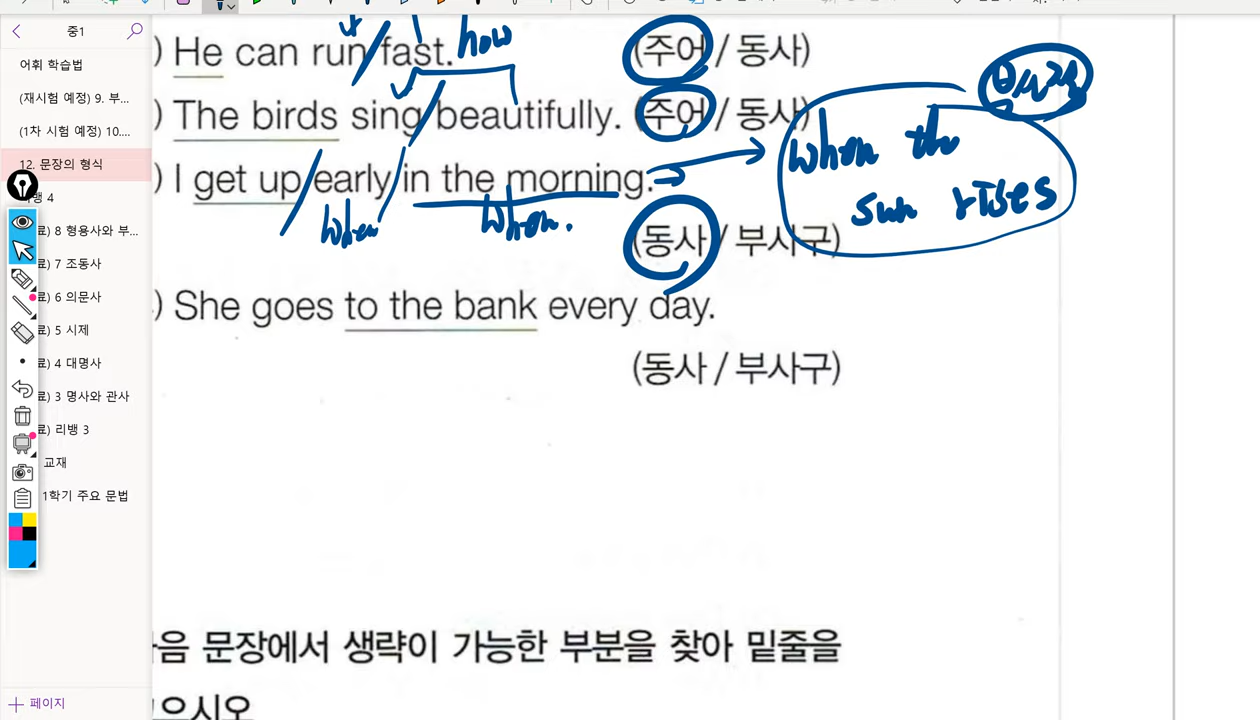 중1
어휘 학습법
(재시험 예정) 9. 부...
(1차 시험 예정) 10....
12. 문장의 형식
뱅 4
료) 8 형용사와 부...
료) 7 조동사
료) 6 의문사
료) 5 시제
료) 4 대명사
료) 3 명사와 관사
료) 리뱅 3
교재
1학기 주요 문법
페이지
) He can run / fast. (주어 / 동사)
how
) The birds sing / beautifully. (주어 / 동사)
부사절
) I get up / early / in the morning. →
when
when.
when the
sun rises
(동사 / 부사구)
) She goes to the bank every day.
(동사 / 부사구)
음 문장에서 생략이 가능한 부분을 찾아 밑줄을
으시오